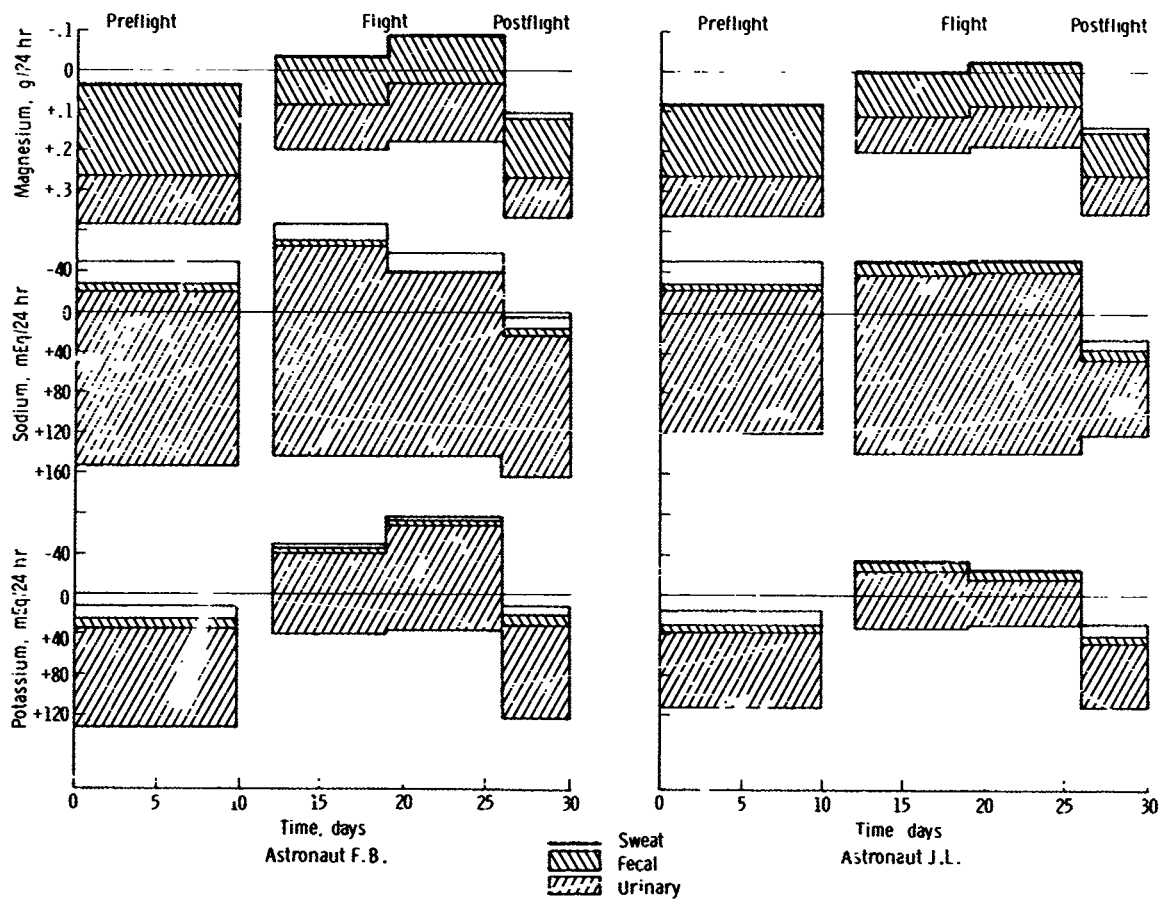 Preflight Flight Postflight Preflight Flight Postflight
Magnesium, g/24 hr
-.1
0
+.1
+.2
+.3
Sodium, mEq/24 hr
-40
0
+40
+80
+120
+160
Potassium, mEq/24 hr
-40
0
+40
+80
+120
0 5 10 15 20 25 30
Time, days
Astronaut F.B.
0 5 10 15 20 25 30
Time days
Astronaut J.L.
Sweat
Fecal
Urinary